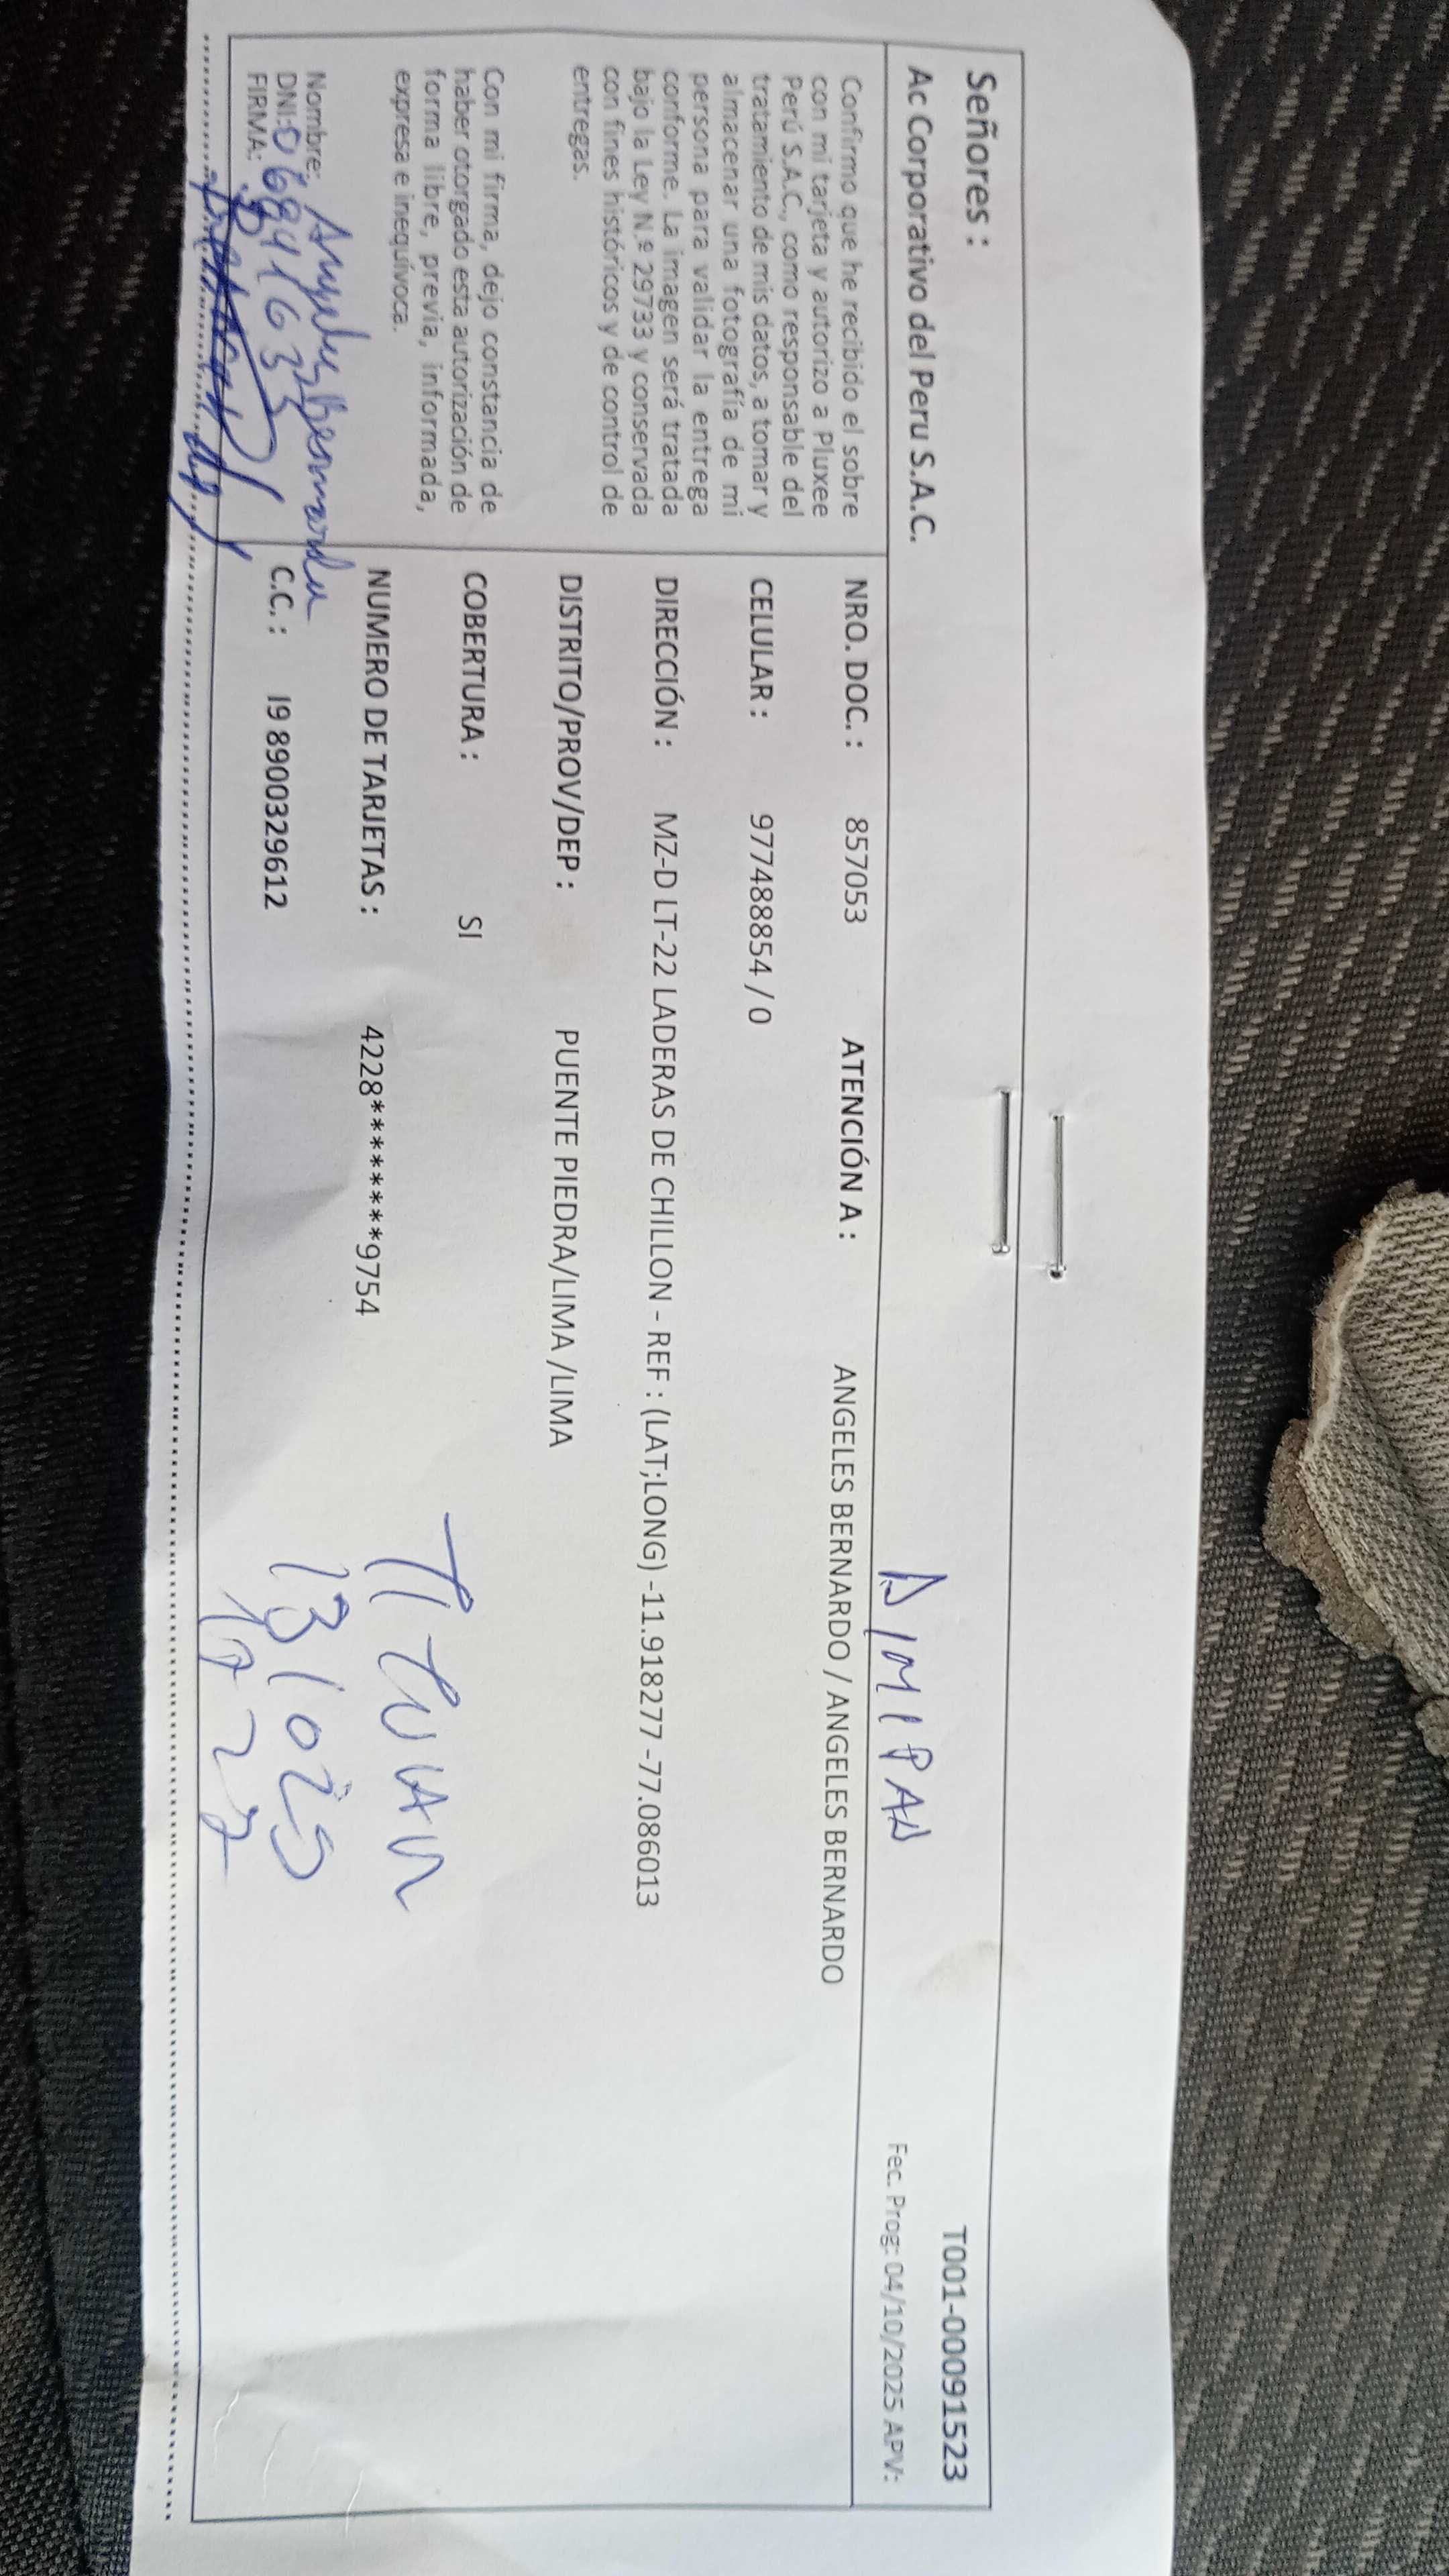 Señores :
T001-00091523
Ac Corporativo del Peru S.A.C.
DIMIPAN
Fec. Prog: 04/10/2025 APV:
Confirmo que he recibido el sobre
con mi tarjeta y autorizo a Pluxee
Perú S.A.C., como responsable del
tratamiento de mis datos, a tomar y
almacenar una fotografía de mi
persona para validar la entrega
conforme. La imagen será tratada
bajo la Ley N.º 29733 y conservada
con fines históricos y de control de
entregas.
Con mi firma, dejo constancia de
haber otorgado esta autorización de
forma libre, previa, informada,
expresa e inequívoca.
Nombre: Angeles Bernardo
DNI:
FIRMA:
NRO. DOC. : 857053 ATENCIÓN A : ANGELES BERNARDO / ANGELES BERNARDO
CELULAR : 977488854 / 0
DIRECCIÓN : MZ-D LT-22 LADERAS DE CHILLON - REF : (LAT;LONG) -11.918277 -77.086013
DISTRITO/PROV/DEP : PUENTE PIEDRA/LIMA /LIMA
COBERTURA : SI
NUMERO DE TARJETAS : 4228********9754
C.C. : 19 8900329612